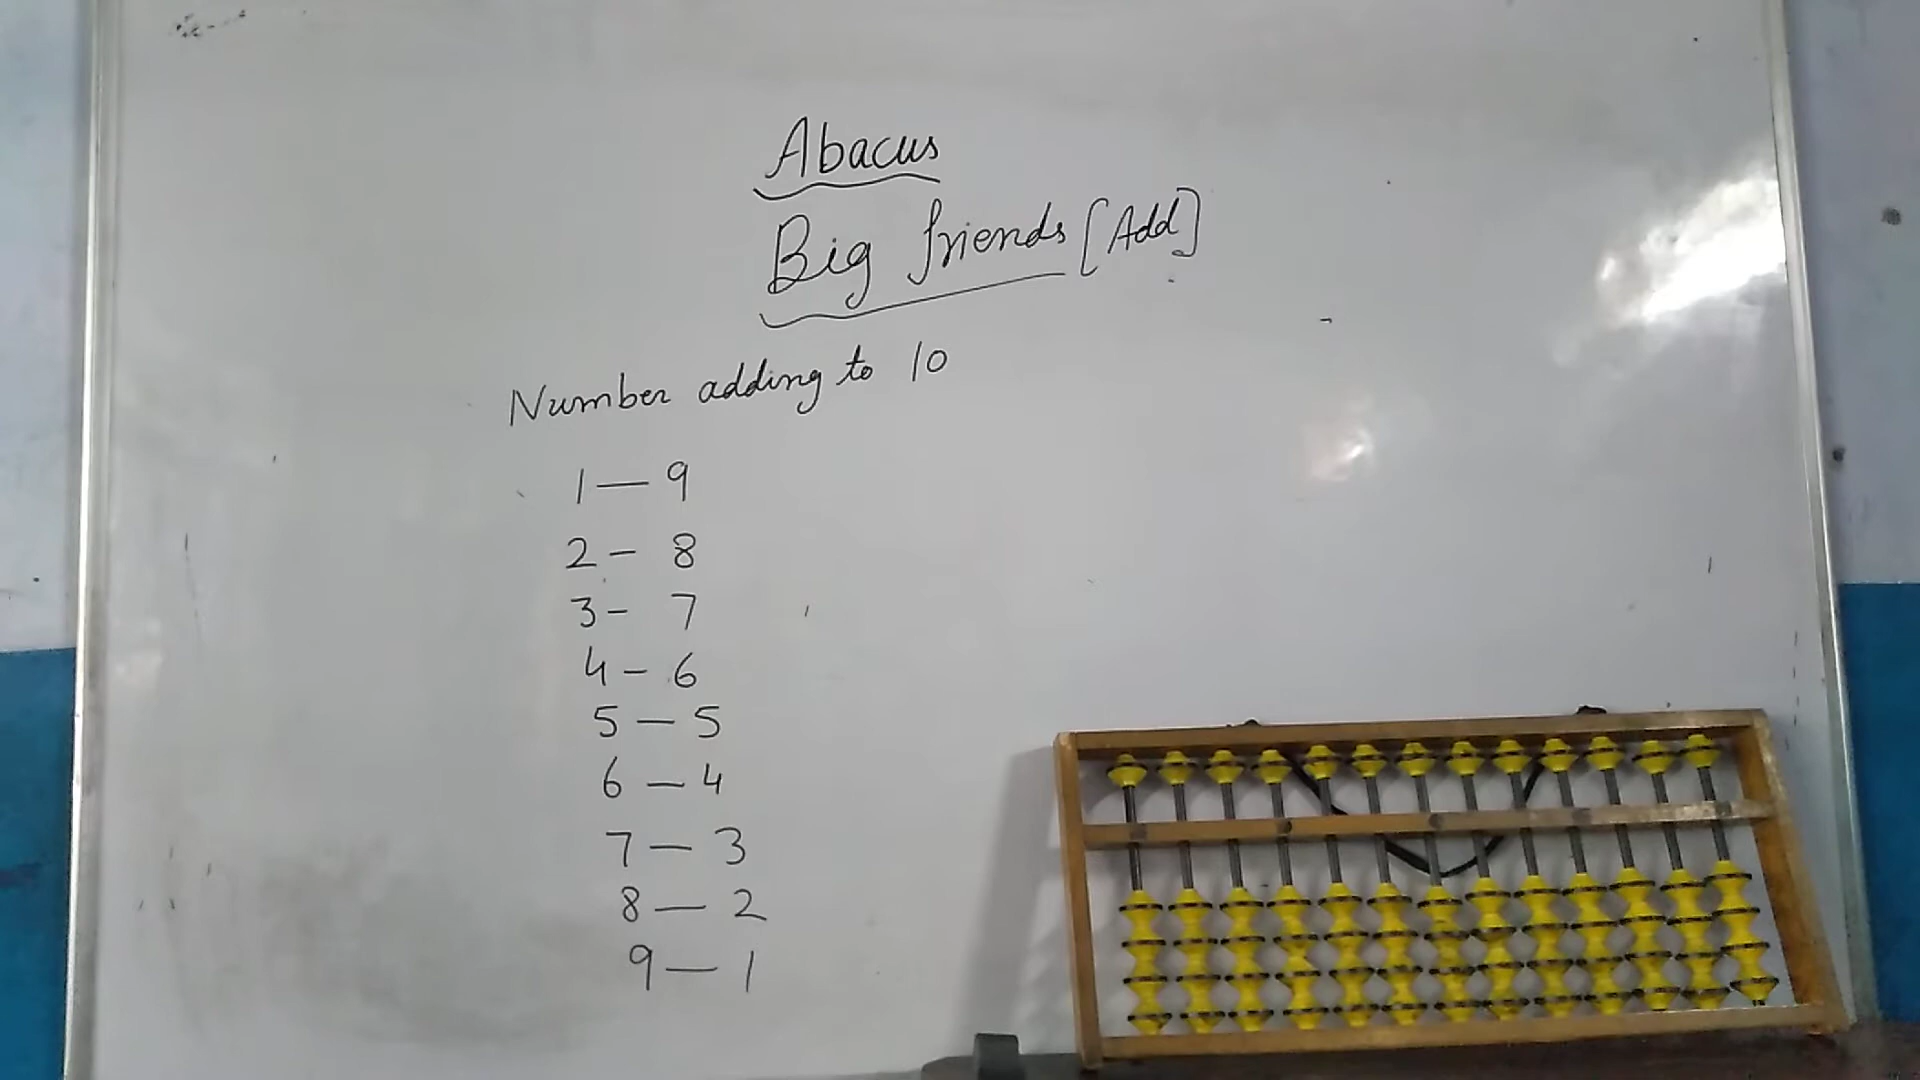 Abacus
Big friends [Add]
Number adding to 10
1 — 9
2 - 8
3 - 7
4 - 6
5 — 5
6 — 4
7 — 3
8 — 2
9 — 1